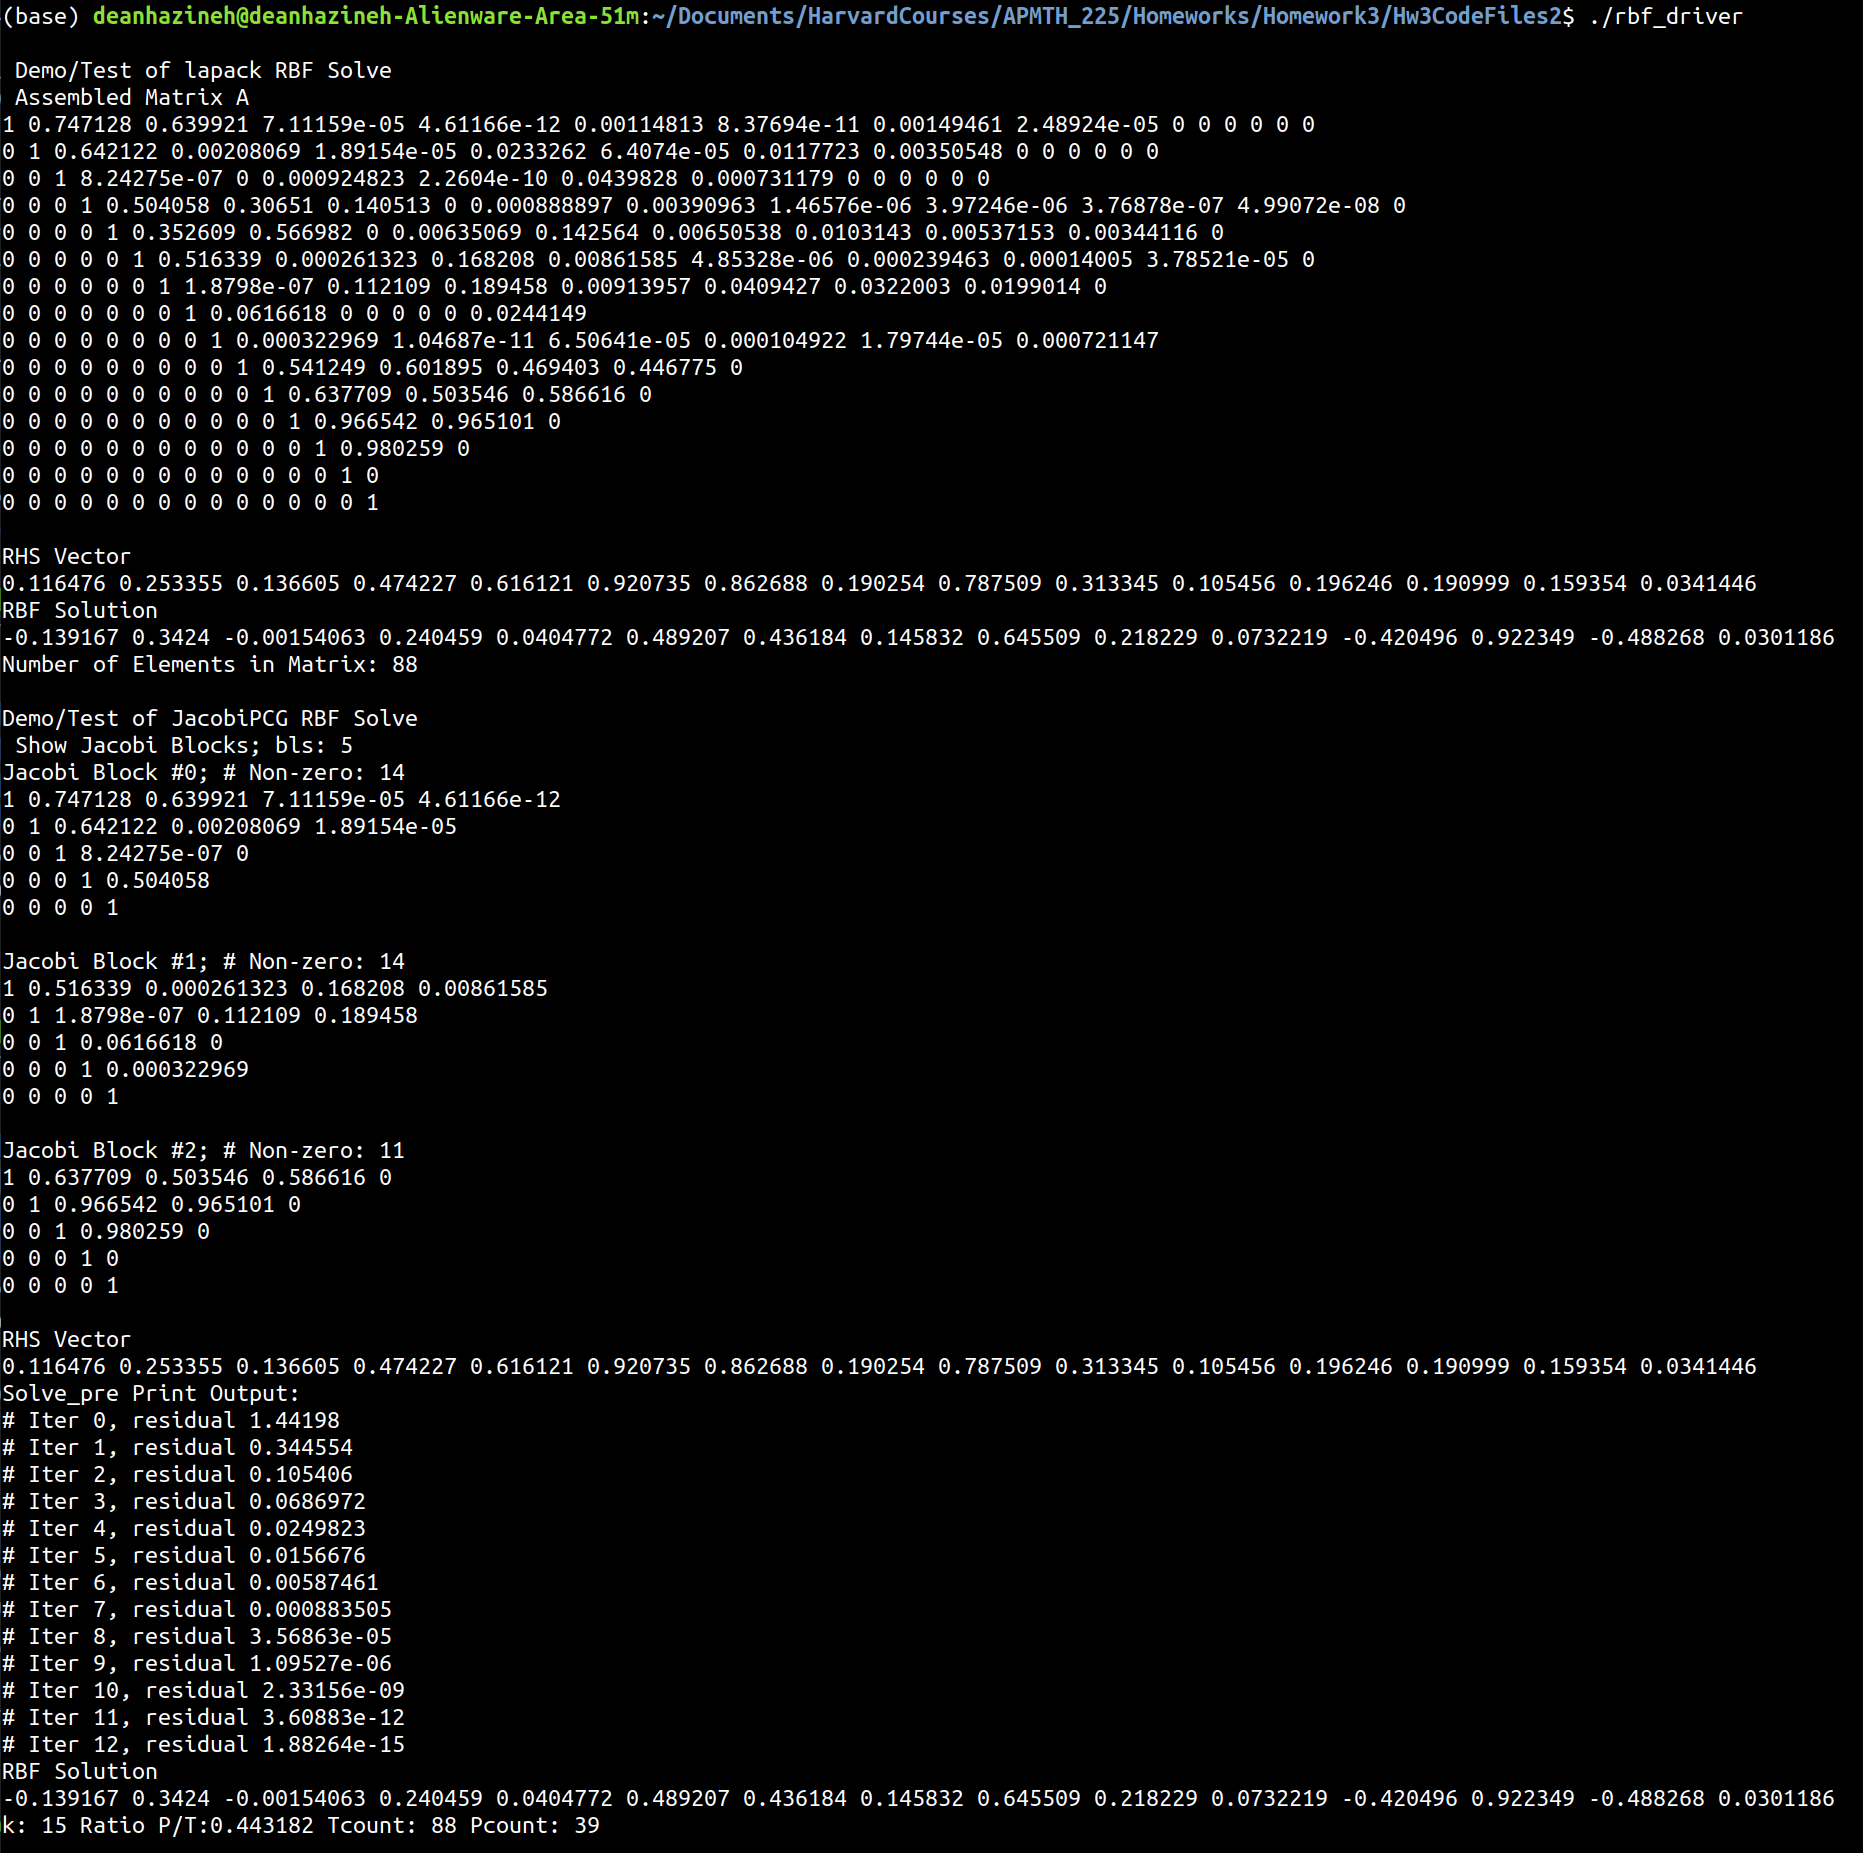 (base) deanhazineh@deanhazineh-Alienware-Area-51m:~/Documents/HarvardCourses/APMTH_225/Homeworks/Homework3/Hw3CodeFiles2$ ./rbf_driver
Demo/Test of lapack RBF Solve
Assembled Matrix A
1 0.747128 0.639921 7.11159e-05 4.61166e-12 0.00114813 8.37694e-11 0.00149461 2.48924e-05 0 0 0 0 0 0
0 1 0.642122 0.00208069 1.89154e-05 0.0233262 6.4074e-05 0.0117723 0.00350548 0 0 0 0 0 0
0 0 1 8.24275e-07 0 0.000924823 2.2604e-10 0.0439828 0.000731179 0 0 0 0 0 0
0 0 0 1 0.504058 0.30651 0.140513 0 0.000888897 0.00390963 1.46576e-06 3.97246e-06 3.76878e-07 4.99072e-08 0
0 0 0 0 1 0.352609 0.566982 0 0.00635069 0.142564 0.00650538 0.0103143 0.00537153 0.00344116 0
0 0 0 0 0 1 0.516339 0.000261323 0.168208 0.00861585 4.85328e-06 0.000239463 0.00014005 3.78521e-05 0
0 0 0 0 0 0 1 1.8798e-07 0.112109 0.189458 0.00913957 0.0409427 0.0322003 0.0199014 0
0 0 0 0 0 0 0 1 0.0616618 0 0 0 0 0 0.0244149
0 0 0 0 0 0 0 0 1 0.000322969 1.04687e-11 6.50641e-05 0.000104922 1.79744e-05 0.000721147
0 0 0 0 0 0 0 0 0 1 0.541249 0.601895 0.469403 0.446775 0
0 0 0 0 0 0 0 0 0 0 1 0.637709 0.503546 0.586616 0
0 0 0 0 0 0 0 0 0 0 0 1 0.966542 0.965101 0
0 0 0 0 0 0 0 0 0 0 0 0 1 0.980259 0
0 0 0 0 0 0 0 0 0 0 0 0 0 1 0
0 0 0 0 0 0 0 0 0 0 0 0 0 0 1
RHS Vector
0.116476 0.253355 0.136605 0.474227 0.616121 0.920735 0.862688 0.190254 0.787509 0.313345 0.105456 0.196246 0.190999 0.159354 0.0341446
RBF Solution
-0.139167 0.3424 -0.00154063 0.240459 0.0404772 0.489207 0.436184 0.145832 0.645509 0.218229 0.0732219 -0.420496 0.922349 -0.488268 0.0301186
Number of Elements in Matrix: 88
Demo/Test of JacobiPCG RBF Solve
Show Jacobi Blocks; bls: 5
Jacobi Block #0; # Non-zero: 14
1 0.747128 0.639921 7.11159e-05 4.61166e-12
0 1 0.642122 0.00208069 1.89154e-05
0 0 1 8.24275e-07 0
0 0 0 1 0.504058
0 0 0 0 1
Jacobi Block #1; # Non-zero: 14
1 0.516339 0.000261323 0.168208 0.00861585
0 1 1.8798e-07 0.112109 0.189458
0 0 1 0.0616618 0
0 0 0 1 0.000322969
0 0 0 0 1
Jacobi Block #2; # Non-zero: 11
1 0.637709 0.503546 0.586616 0
0 1 0.966542 0.965101 0
0 0 1 0.980259 0
0 0 0 1 0
0 0 0 0 1
RHS Vector
0.116476 0.253355 0.136605 0.474227 0.616121 0.920735 0.862688 0.190254 0.787509 0.313345 0.105456 0.196246 0.190999 0.159354 0.0341446
Solve_pre Print Output:
# Iter 0, residual 1.44198
# Iter 1, residual 0.344554
# Iter 2, residual 0.105406
# Iter 3, residual 0.0686972
# Iter 4, residual 0.0249823
# Iter 5, residual 0.0156676
# Iter 6, residual 0.00587461
# Iter 7, residual 0.000883505
# Iter 8, residual 3.56863e-05
# Iter 9, residual 1.09527e-06
# Iter 10, residual 2.33156e-09
# Iter 11, residual 3.60883e-12
# Iter 12, residual 1.88264e-15
RBF Solution
-0.139167 0.3424 -0.00154063 0.240459 0.0404772 0.489207 0.436184 0.145832 0.645509 0.218229 0.0732219 -0.420496 0.922349 -0.488268 0.0301186
k: 15 Ratio P/T:0.443182 Tcount: 88 Pcount: 39